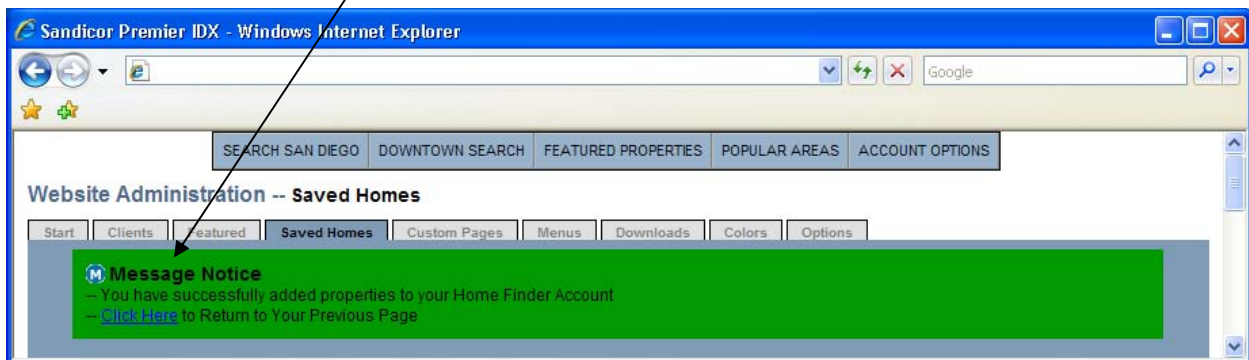 Sandicor Premier IDX - Windows Internet Explorer
Google
SEARCH SAN DIEGO DOWNTOWN SEARCH FEATURED PROPERTIES POPULAR AREAS ACCOUNT OPTIONS
Website Administration -- Saved Homes
Start Clients Featured Saved Homes Custom Pages Menus Downloads Colors Options
M Message Notice
-- You have successfully added properties to your Home Finder Account
-- Click Here to Return to Your Previous Page